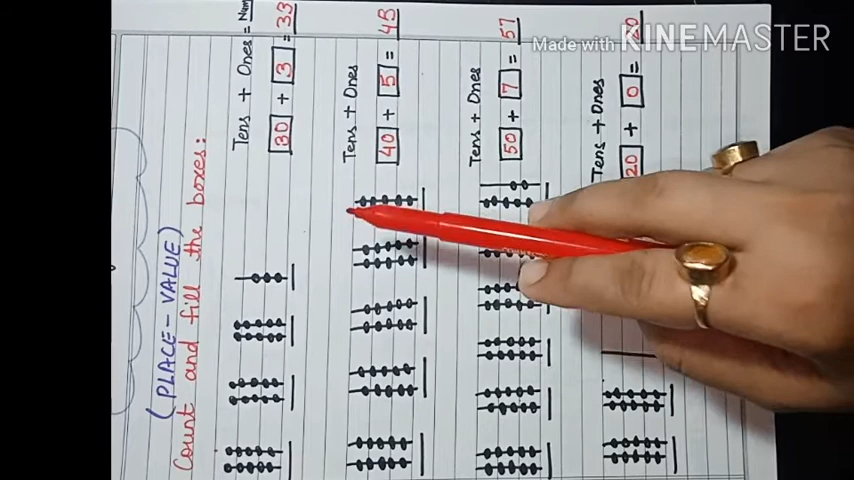 (PLACE-VALUE)
Count and fill the boxes:
Tens + Ones =
30 + 3 = 33
Tens + Ones
40 + 5 = 45
Tens + Ones
50 + 7 = 57
Tens + Ones
20 + 0 = 20
Made with KINEMASTER